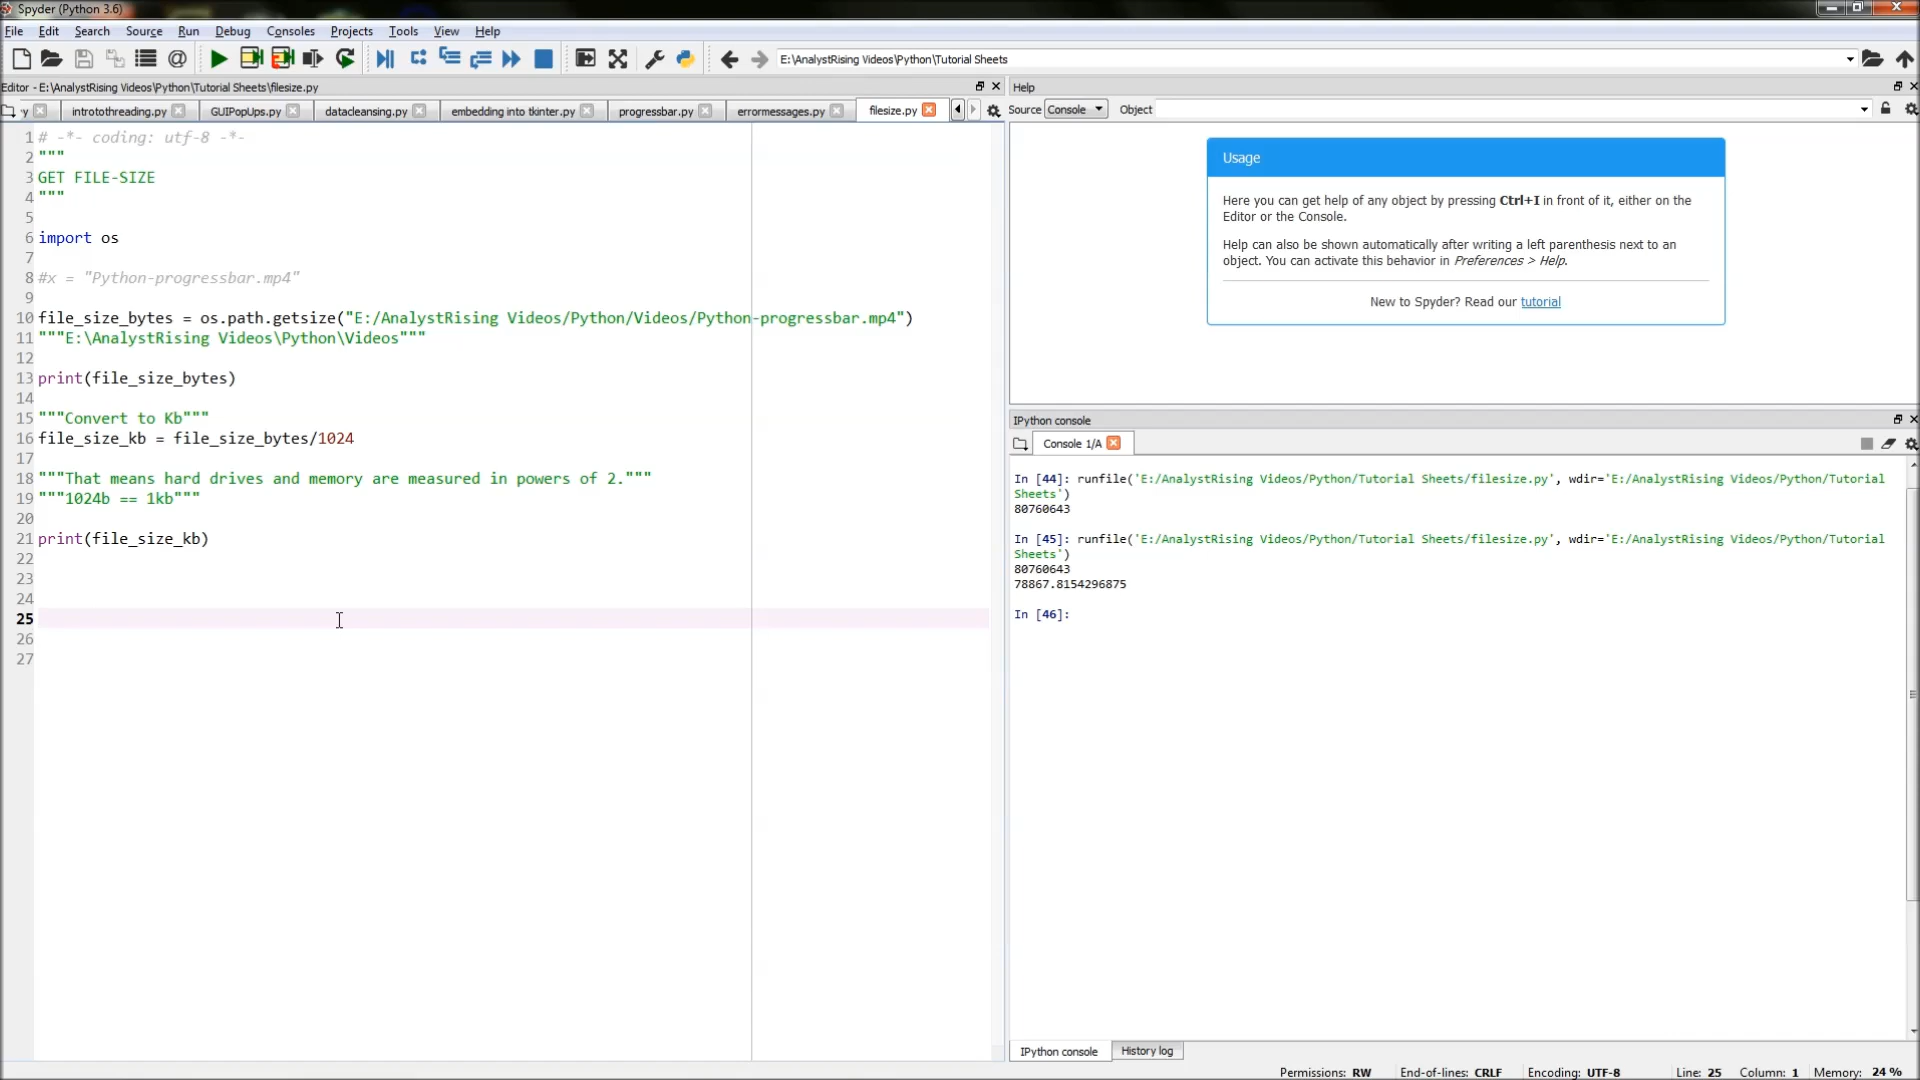 Spyder (Python 3.6)
File Edit Search Source Run Debug Consoles Projects Tools View Help
E:\AnalystRising Videos\Python\Tutorial Sheets
Editor - E:\AnalystRising Videos\Python\Tutorial Sheets\filesize.py
y introtothreading.py GUIPopUps.py datacleansing.py embedding into tkinter.py progressbar.py errormessages.py filesize.py
1 # -*- coding: utf-8 -*-
2 """
3 GET FILE-SIZE
4 """
5
6 import os
7
8 #x = "Python-progressbar.mp4"
9
10 file_size_bytes = os.path.getsize("E:/AnalystRising Videos/Python/Videos/Python-progressbar.mp4")
11 """E:\AnalystRising Videos\Python\Videos"""
12
13 print(file_size_bytes)
14
15 """Convert to Kb"""
16 file_size_kb = file_size_bytes/1024
17
18 """That means hard drives and memory are measured in powers of 2."""
19 """1024b == 1kb"""
20
21 print(file_size_kb)
22
23
24
25
26
27
Help
Source Console Object
Usage
Here you can get help of any object by pressing Ctrl+I in front of it, either on the
Editor or the Console.
Help can also be shown automatically after writing a left parenthesis next to an
object. You can activate this behavior in Preferences > Help.
New to Spyder? Read our tutorial
IPython console
Console 1/A
In [44]: runfile('E:/AnalystRising Videos/Python/Tutorial Sheets/filesize.py', wdir='E:/AnalystRising Videos/Python/Tutorial
Sheets')
80760643
In [45]: runfile('E:/AnalystRising Videos/Python/Tutorial Sheets/filesize.py', wdir='E:/AnalystRising Videos/Python/Tutorial
Sheets')
80760643
78867.8154296875
In [46]:
IPython console History log
Permissions: RW End-of-lines: CRLF Encoding: UTF-8 Line: 25 Column: 1 Memory: 24 %